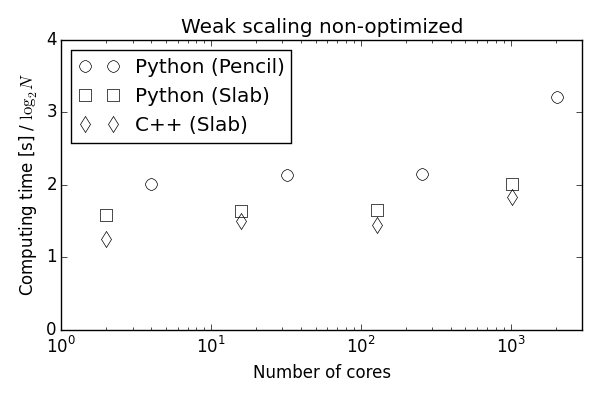 Weak scaling non-optimized
4
3
2
1
0
Computing time [s] / log₂ N
Python (Pencil)
Python (Slab)
C++ (Slab)
10⁰ 10¹ 10² 10³
Number of cores